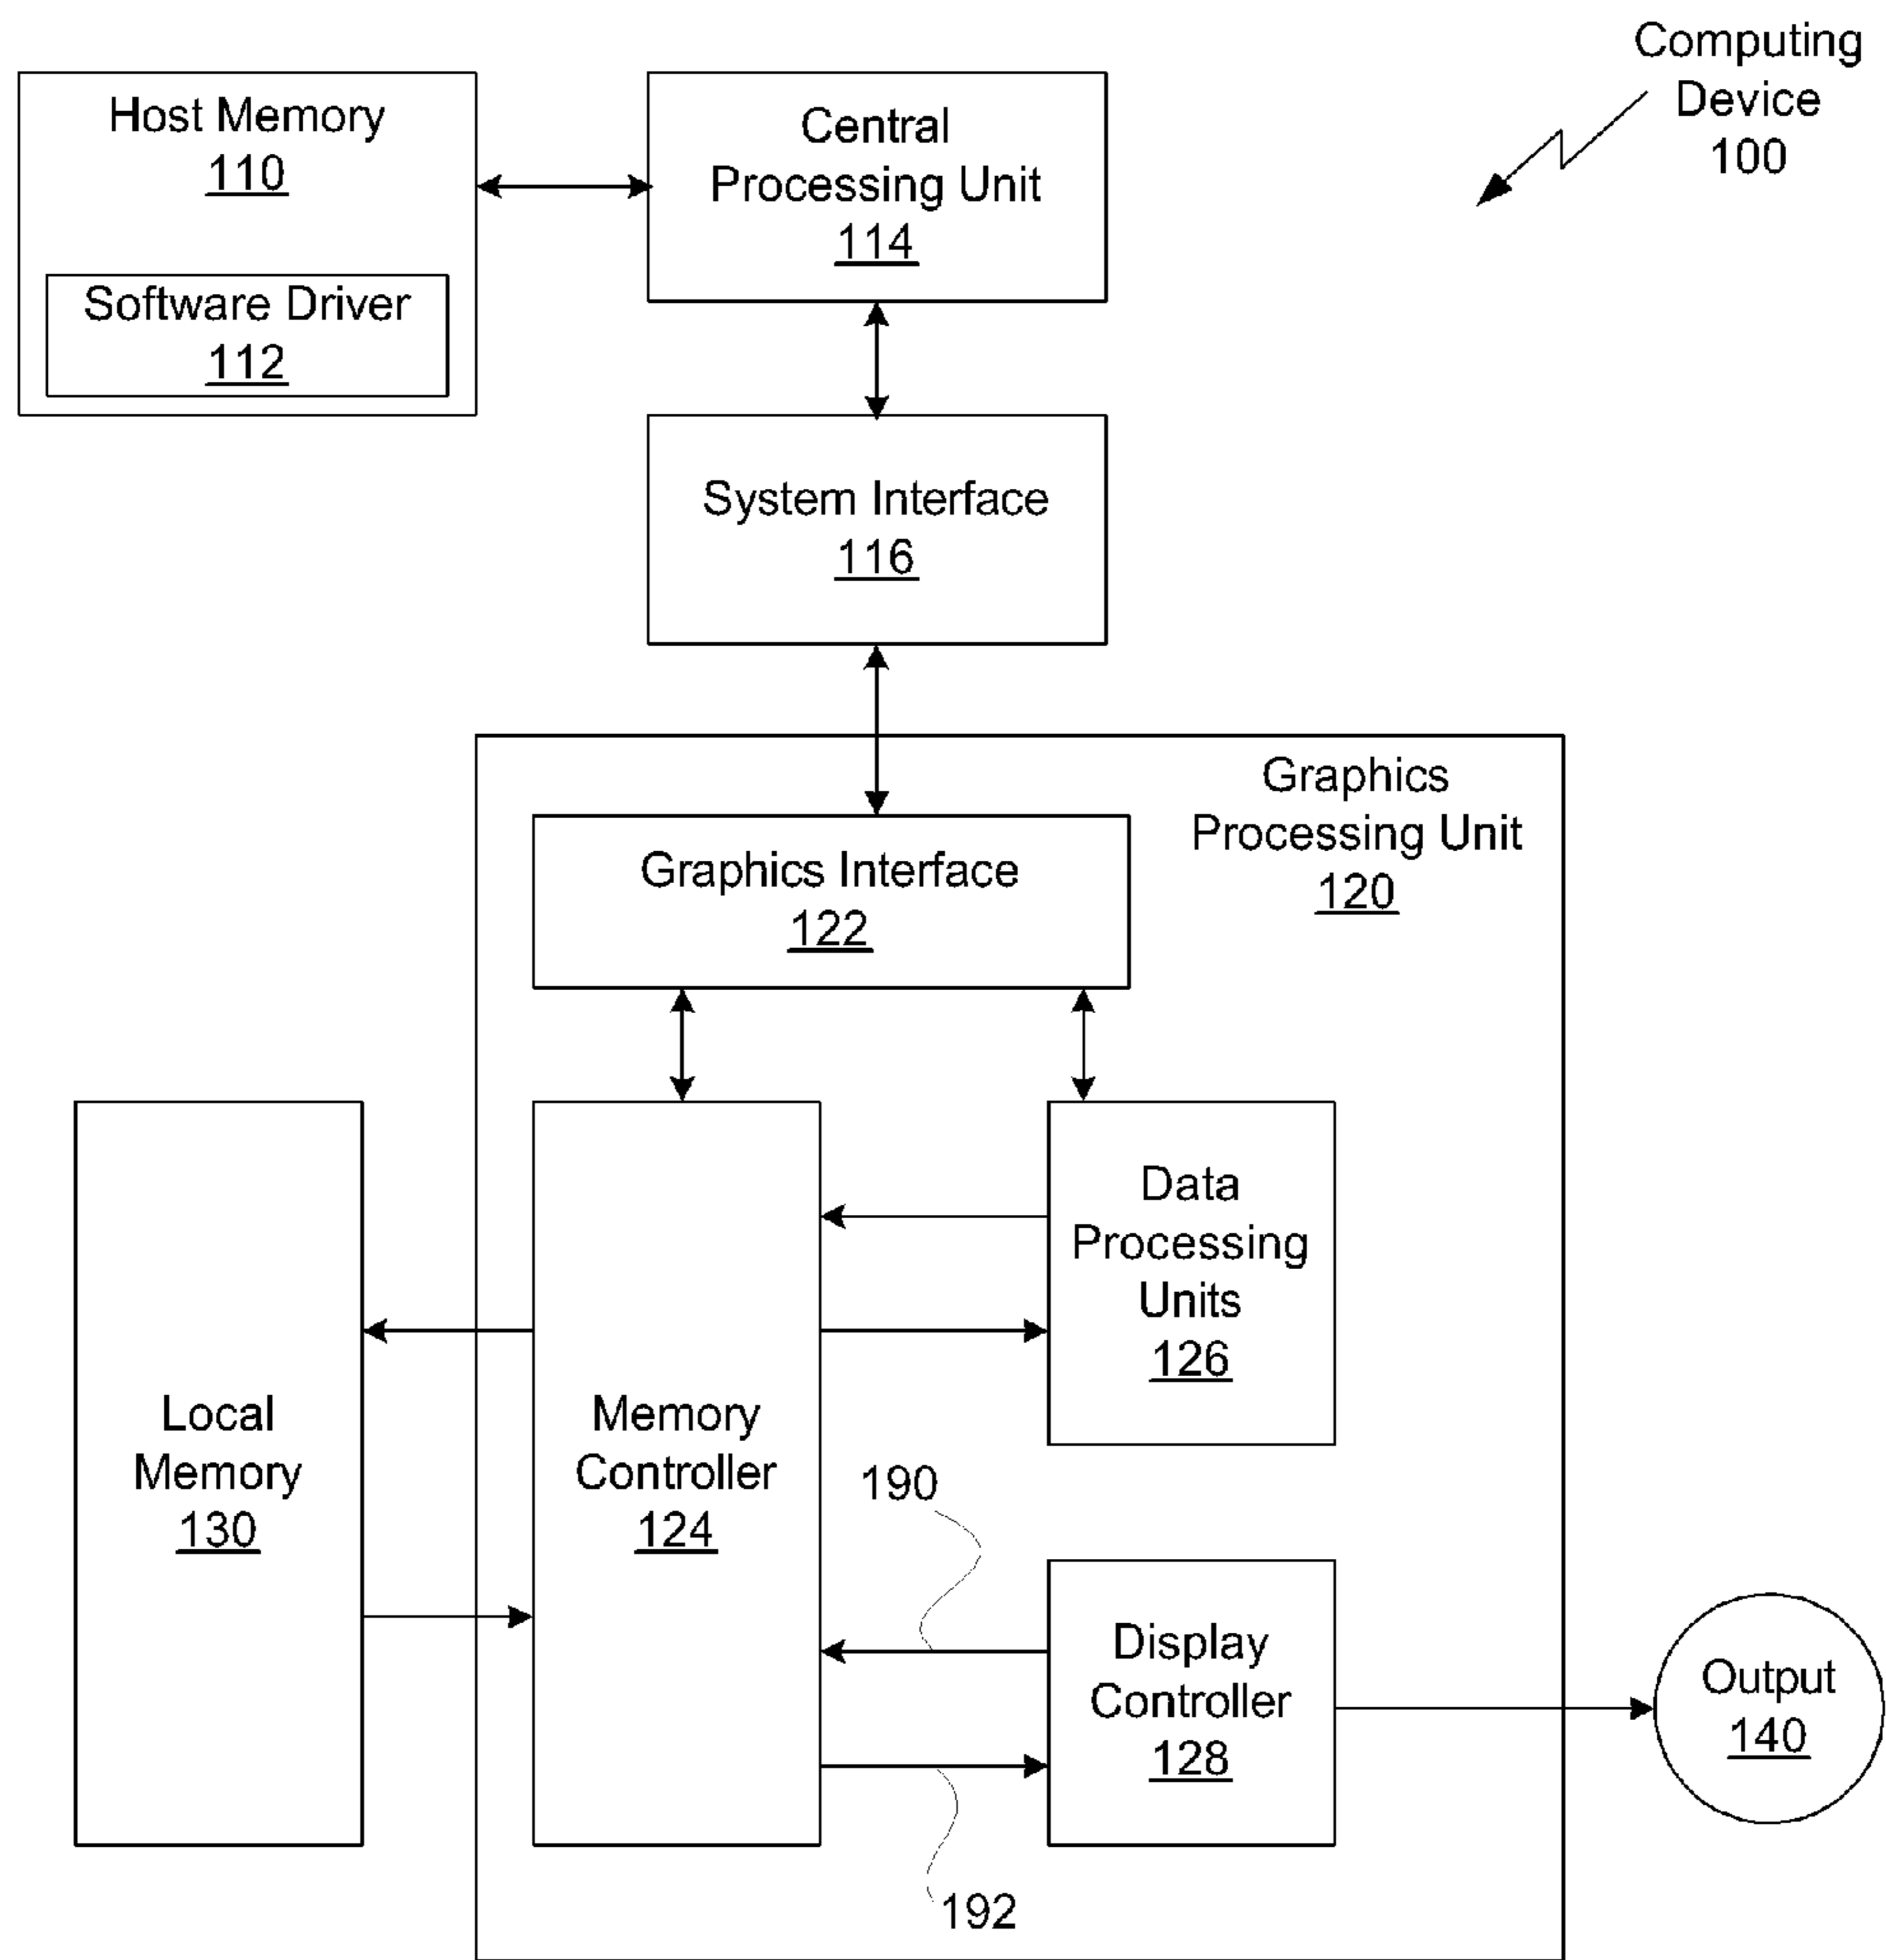 Computing
Device
100
Host Memory
110
Software Driver
112
Central
Processing Unit
114
System Interface
116
Graphics
Processing Unit
120
Graphics Interface
122
Data
Processing
Units
126
Local
Memory
130
Memory
Controller
124
190
Display
Controller
128
192
Output
140